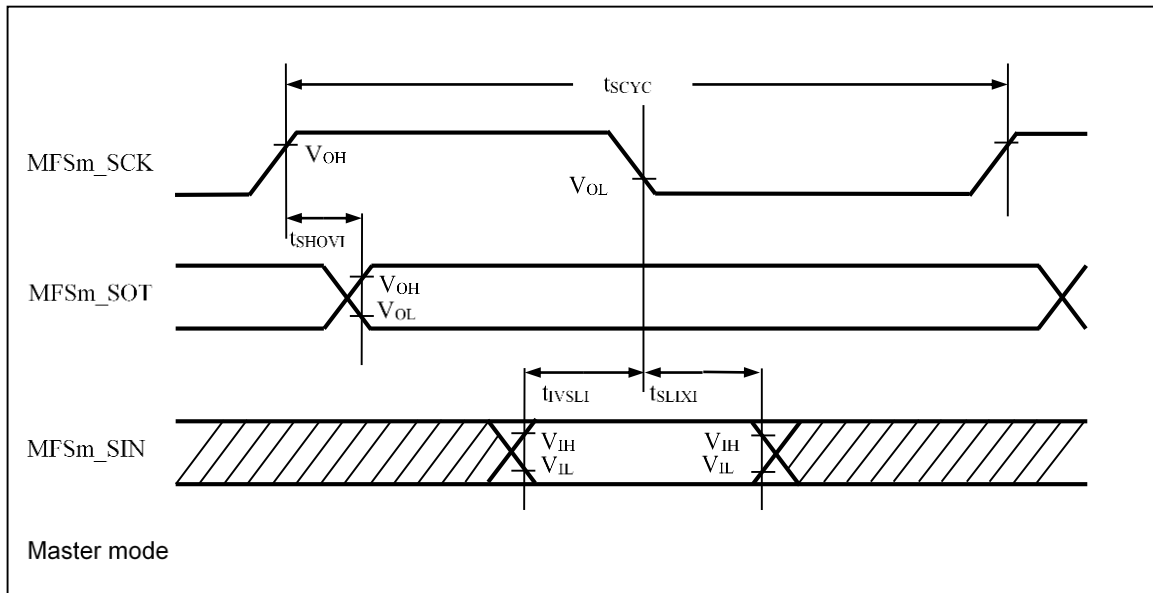 tSCYC
MFSm_SCK
VOH
VOL
tSHOVI
MFSm_SOT
VOH
VOL
tIVSLI
tSLIXI
MFSm_SIN
VIH
VIL
VIH
VIL
Master mode